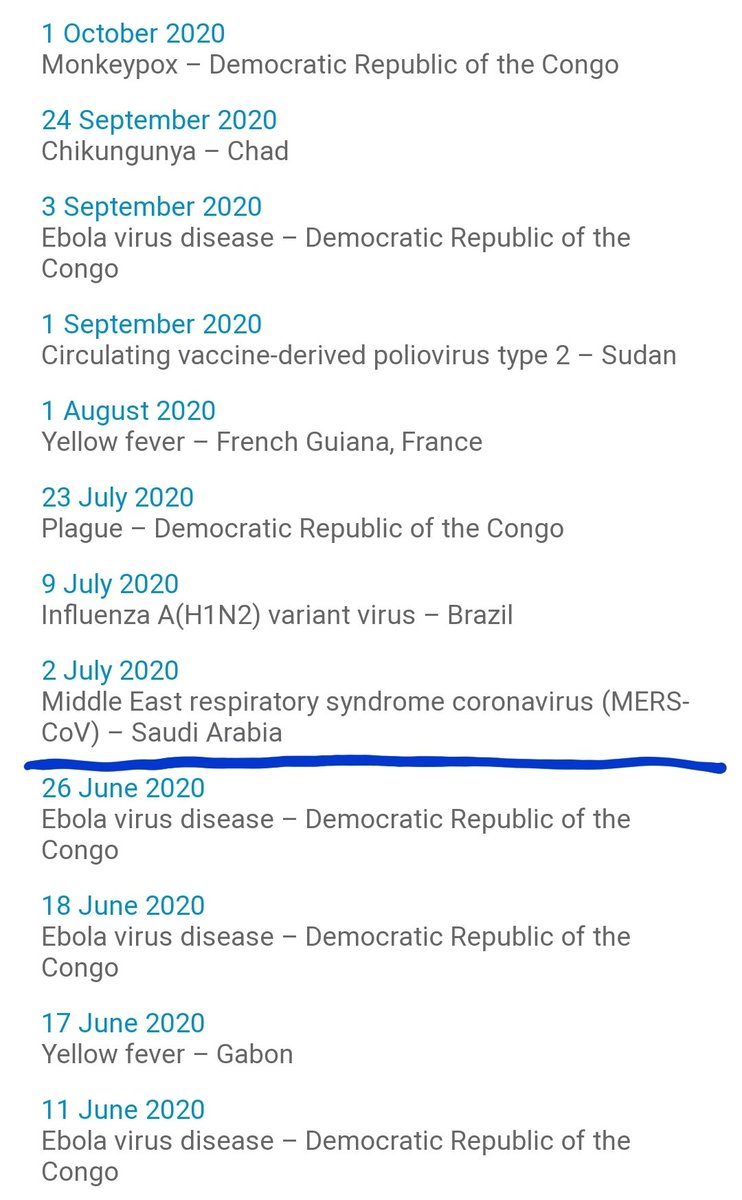 1 October 2020
Monkeypox – Democratic Republic of the Congo
24 September 2020
Chikungunya – Chad
3 September 2020
Ebola virus disease – Democratic Republic of the
Congo
1 September 2020
Circulating vaccine-derived poliovirus type 2 – Sudan
1 August 2020
Yellow fever – French Guiana, France
23 July 2020
Plague – Democratic Republic of the Congo
9 July 2020
Influenza A(H1N2) variant virus – Brazil
2 July 2020
Middle East respiratory syndrome coronavirus (MERS-
CoV) – Saudi Arabia
26 June 2020
Ebola virus disease – Democratic Republic of the
Congo
18 June 2020
Ebola virus disease – Democratic Republic of the
Congo
17 June 2020
Yellow fever – Gabon
11 June 2020
Ebola virus disease – Democratic Republic of the
Congo